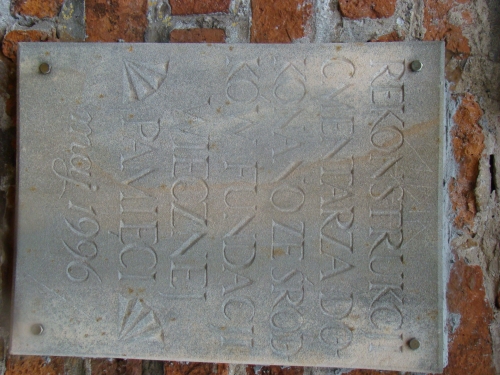 REKONSTRUKCJI
CMENTARZA DO
KONANO ZE ŚROD
KÓW FUNDACJI
WIECZNEJ
PAMIĘCI
maj 1996